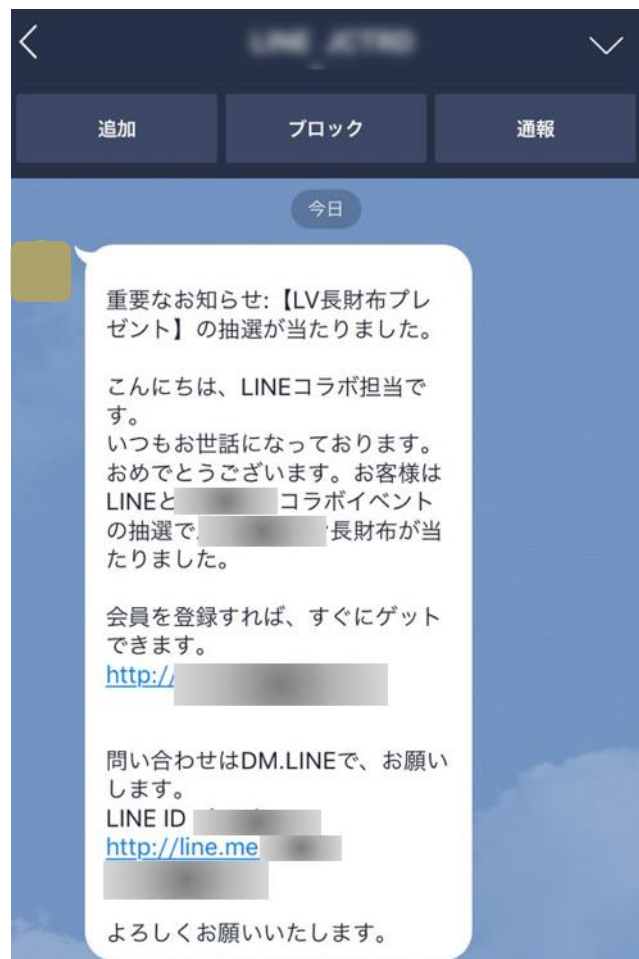 追加
ブロック
通報
今日
重要なお知らせ:【LV長財布プレ
ゼント】の抽選が当たりました。
こんにちは、LINEコラボ担当で
す。
いつもお世話になっております。
おめでとうございます。お客様は
LINEと コラボイベント
の抽選で 長財布が当
たりました。
会員を登録すれば、すぐにゲット
できます。
http://
問い合わせはDM.LINEで、お願い
します。
LINE ID
http://line.me
よろしくお願いいたします。